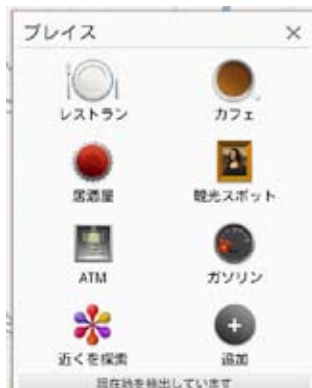 プレイス
レストラン
カフェ
居酒屋
観光スポット
ATM
ガソリン
近くを探索
追加
現在地を検出しています